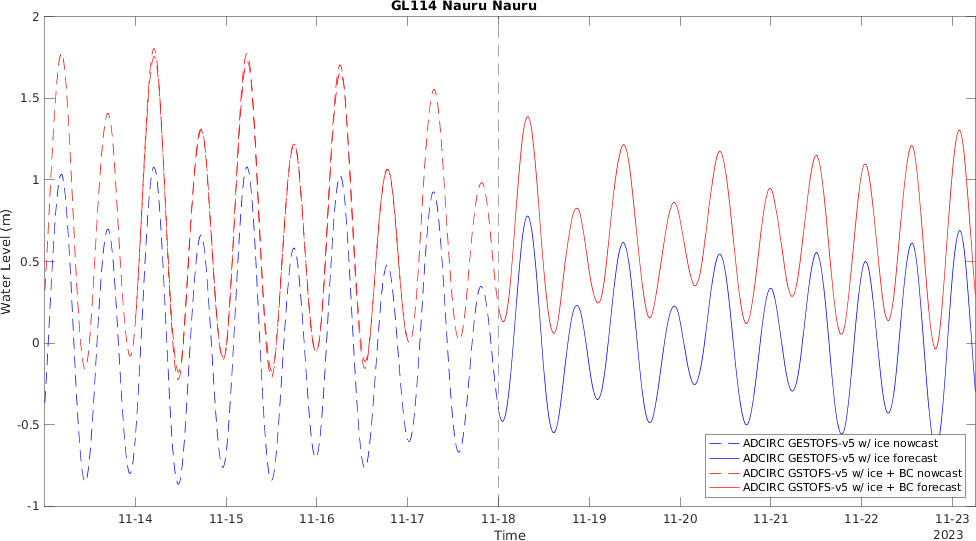 GL114 Nauru Nauru
2
1.5
1
0.5
0
-0.5
-1
Water Level (m)
ADCIRC GESTOFS-v5 w/ ice nowcast
ADCIRC GESTOFS-v5 w/ ice forecast
ADCIRC GSTOFS-v5 w/ ice + BC nowcast
ADCIRC GSTOFS-v5 w/ ice + BC forecast
11-14 11-15 11-16 11-17 11-18 11-19 11-20 11-21 11-22 11-23
Time
2023